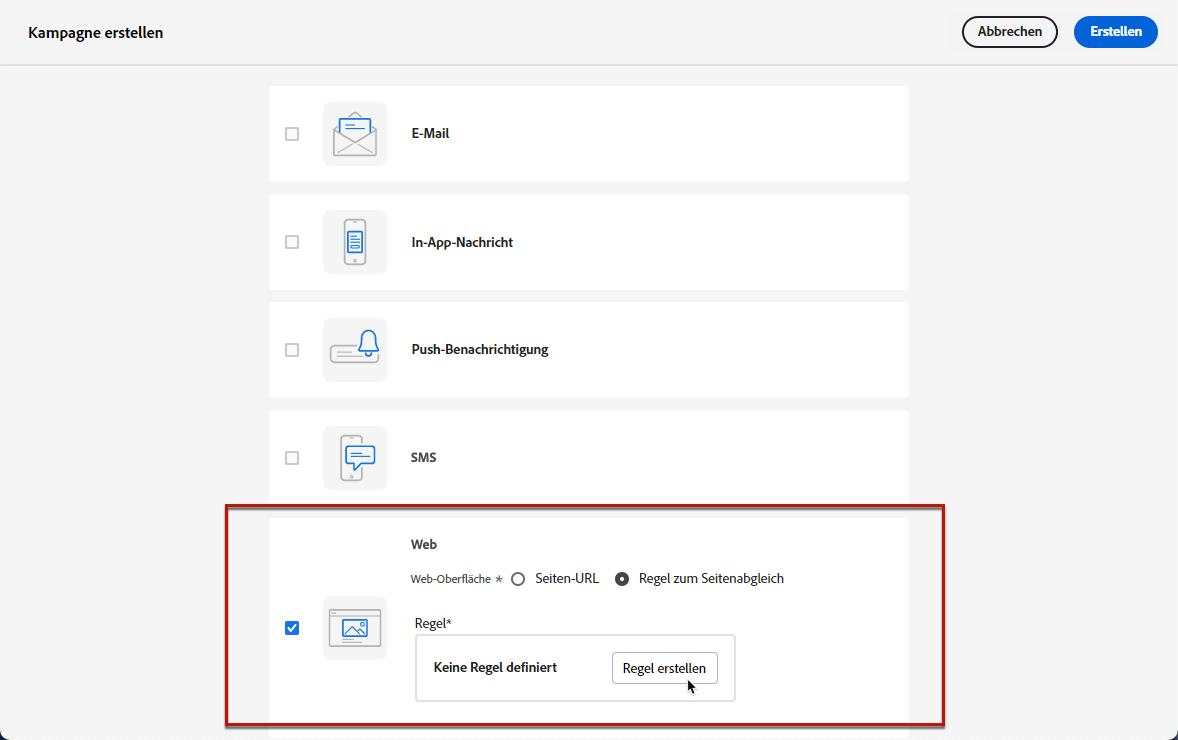 Kampagne erstellen
Abbrechen
Erstellen
E-Mail
In-App-Nachricht
Push-Benachrichtigung
SMS
Web
Web-Oberfläche * Seiten-URL Regel zum Seitenabgleich
Regel*
Keine Regel definiert Regel erstellen